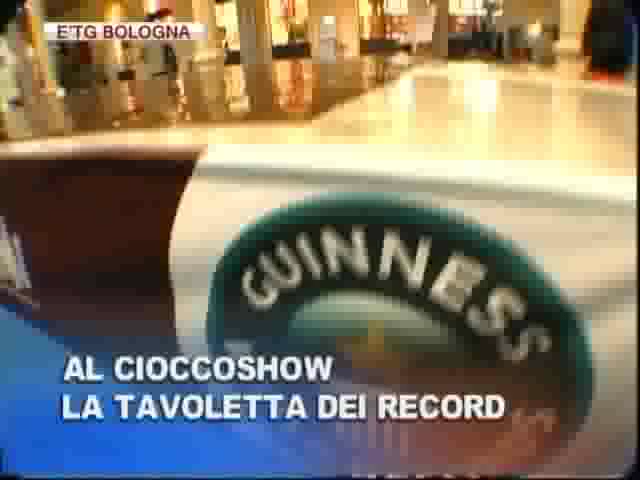 E'TG BOLOGNA
GUINNESS
AL CIOCCOSHOW
LA TAVOLETTA DEI RECORD